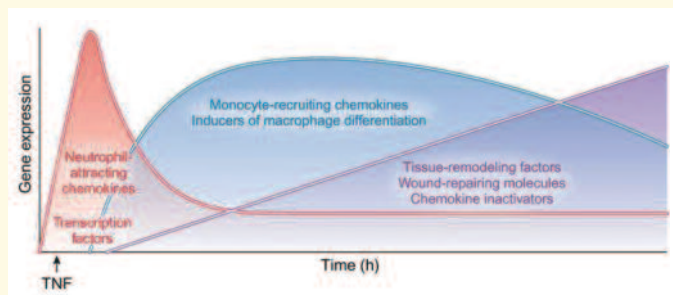 Gene expression
Monocyte-recruiting chemokines
Inducers of macrophage differentiation
Neutrophil-
attracting
chemokines
Transcription
factors
Tissue-remodeling factors
Wound-repairing molecules
Chemokine inactivators
Time (h)
TNF